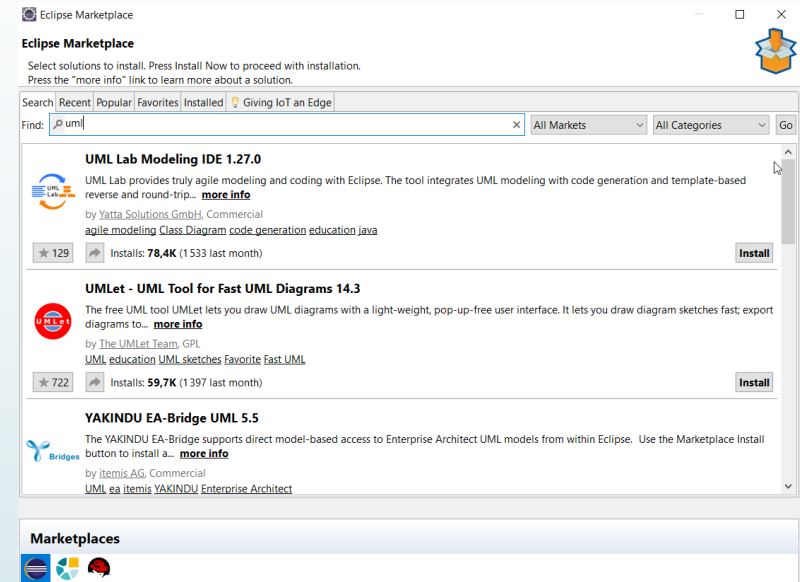 Eclipse Marketplace
Eclipse Marketplace
Select solutions to install. Press Install Now to proceed with installation.
Press the "more info" link to learn more about a solution.
Search Recent Popular Favorites Installed Giving IoT an Edge
Find: uml All Markets All Categories Go
UML Lab Modeling IDE 1.27.0
UML Lab provides truly agile modeling and coding with Eclipse. The tool integrates UML modeling with code generation and template-based
reverse and round-trip... more info
by Yatta Solutions GmbH, Commercial
agile modeling Class Diagram code generation education java
129 Installs: 78,4K (1 533 last month) Install
UML Lab
UMLet - UML Tool for Fast UML Diagrams 14.3
The free UML tool UMLet lets you draw UML diagrams with a light-weight, pop-up-free user interface. It lets you draw diagram sketches fast; export
diagrams to... more info
by The UMLet Team, GPL
UML education UML sketches Favorite Fast UML
722 Installs: 59,7K (1 397 last month) Install
UMLet
YAKINDU EA-Bridge UML 5.5
The YAKINDU EA-Bridge supports direct model-based access to Enterprise Architect UML models from within Eclipse. Use the Marketplace Install
button to install a... more info
by itemis AG, Commercial
UML ea itemis YAKINDU Enterprise Architect
Bridges
Marketplaces